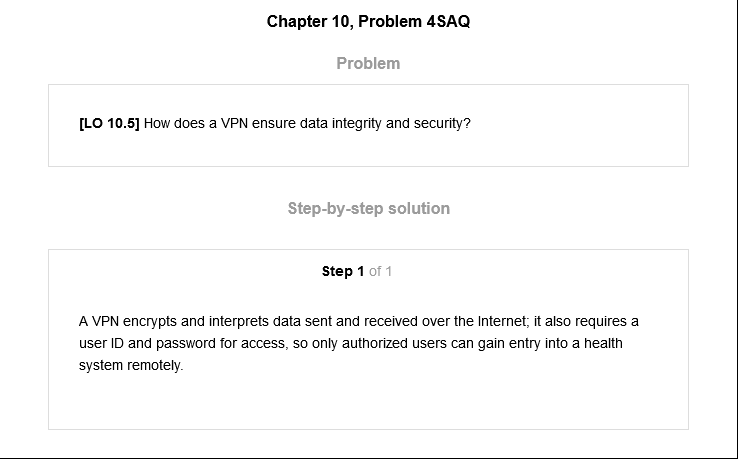 Chapter 10, Problem 4SAQ
Problem
[LO 10.5] How does a VPN ensure data integrity and security?
Step-by-step solution
Step 1 of 1
A VPN encrypts and interprets data sent and received over the Internet; it also requires a
user ID and password for access, so only authorized users can gain entry into a health
system remotely.